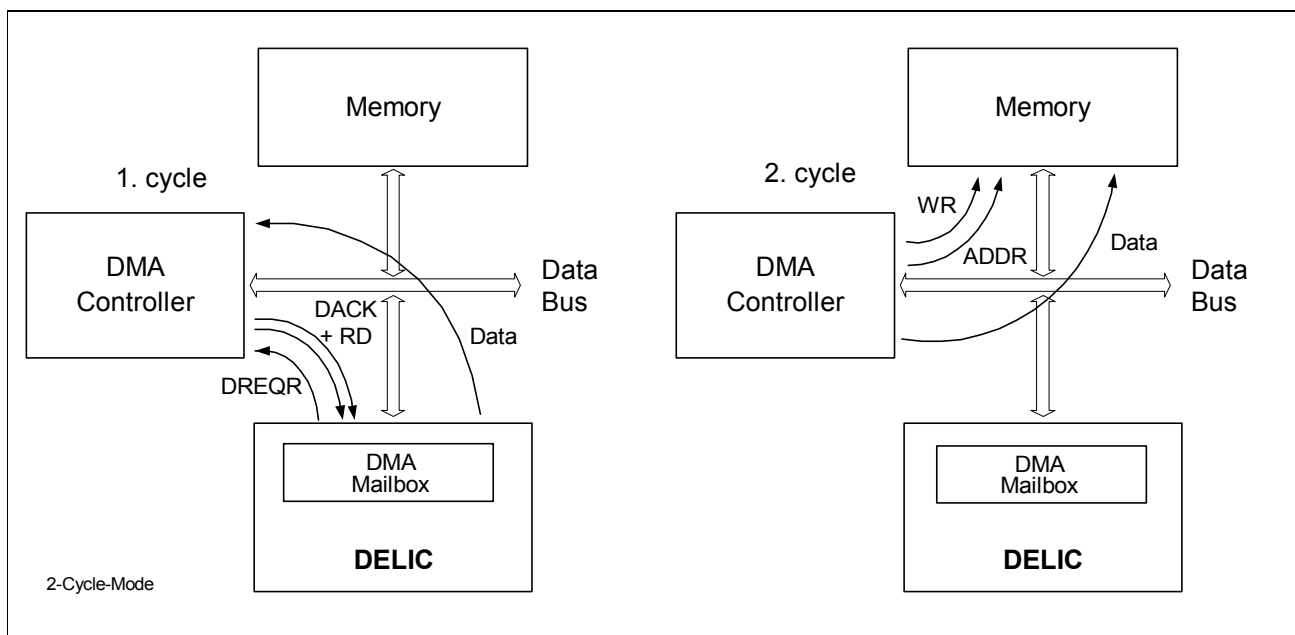 Memory
1. cycle
DMA
Controller
Data
Bus
DACK
+ RD
Data
DREQR
DMA
Mailbox
DELIC
2-Cycle-Mode
Memory
2. cycle
WR
ADDR
Data
DMA
Controller
Data
Bus
DMA
Mailbox
DELIC